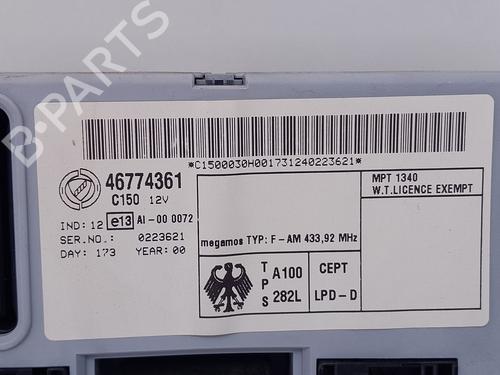 *C1500030H001731240223621*
46774361
C150 12V
IND: 12 e13 AI-00 0072
SER.NO.: 0223621
DAY: 173 YEAR: 00
megamos TYP: F-AM 433,92 MHz
TPS A100 282L
CEPT
LPD-D
MPT 1340
W.T.LICENCE EXEMPT
B-PARTS